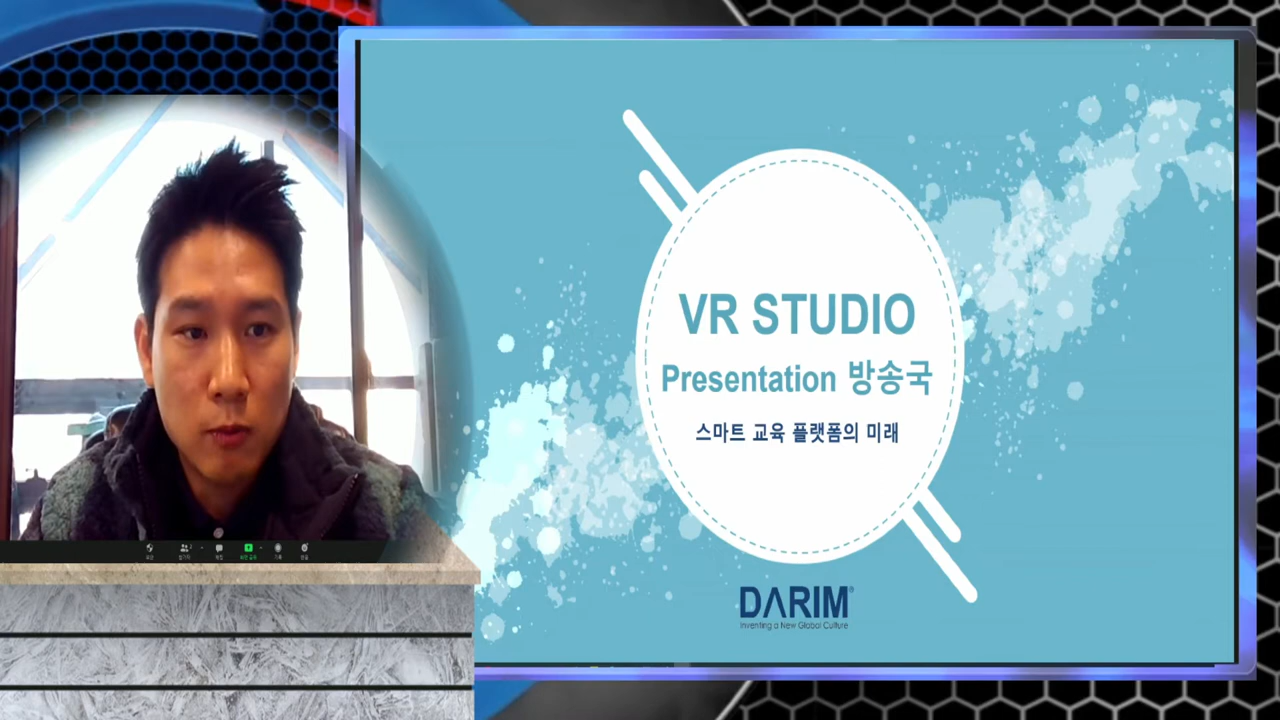 VR STUDIO
Presentation 방송국
스마트 교육 플랫폼의 미래
DARIM®
Inventing a New Global Culture